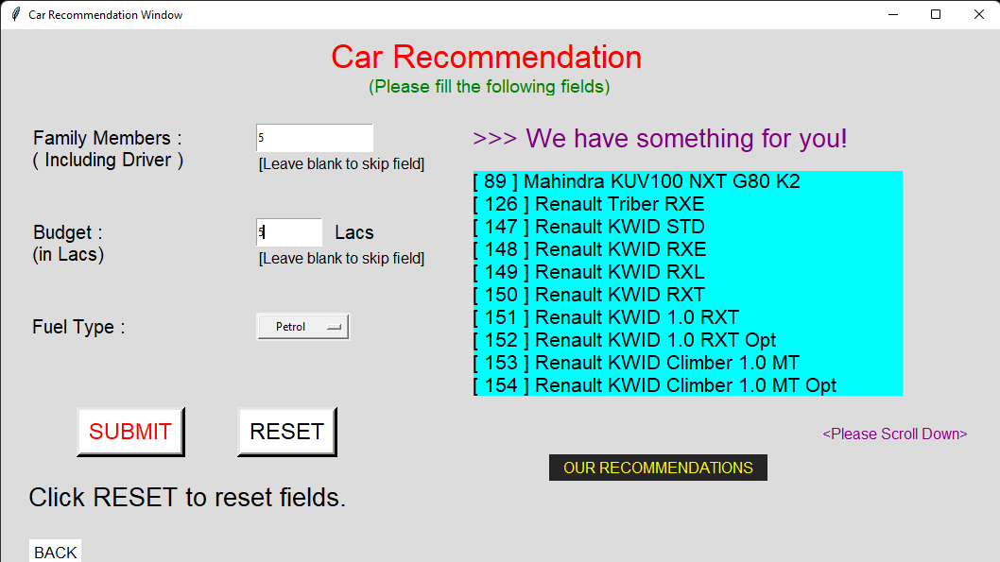 Car Recommendation Window
Car Recommendation
(Please fill the following fields)
Family Members :
( Including Driver )
5
[Leave blank to skip field]
Budget :
(in Lacs)
5
Lacs
[Leave blank to skip field]
Fuel Type :
Petrol
SUBMIT
RESET
Click RESET to reset fields.
BACK
>>> We have something for you!
[ 89 ] Mahindra KUV100 NXT G80 K2
[ 126 ] Renault Triber RXE
[ 147 ] Renault KWID STD
[ 148 ] Renault KWID RXE
[ 149 ] Renault KWID RXL
[ 150 ] Renault KWID RXT
[ 151 ] Renault KWID 1.0 RXT
[ 152 ] Renault KWID 1.0 RXT Opt
[ 153 ] Renault KWID Climber 1.0 MT
[ 154 ] Renault KWID Climber 1.0 MT Opt
<Please Scroll Down>
OUR RECOMMENDATIONS